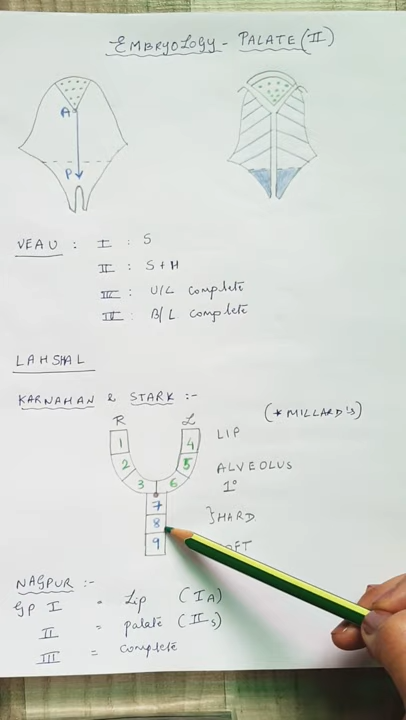 EMBRYOLOGY - PALATE (II)
A
P
VEAU : I : S
II : S + H
III : U/L complete
IV : B/L complete
LAHSHAL
KARNAHAN & STARK :-
(* MILLARD'S)
R L
1 4 LIP
2 5 ALVEOLUS
3 6 1°
7
8 } HARD
9
NAGPUR :-
GP I = Lip (IA)
II = palate (IIS)
III = complete